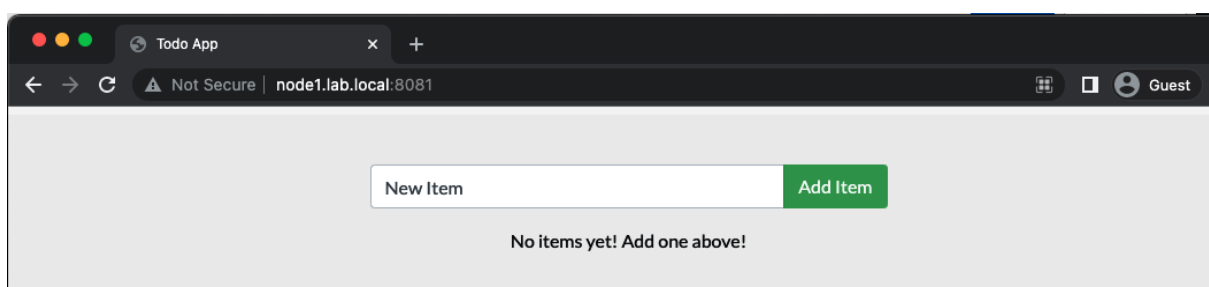 Todo App
Not Secure | node1.lab.local:8081
Guest
New Item
Add Item
No items yet! Add one above!